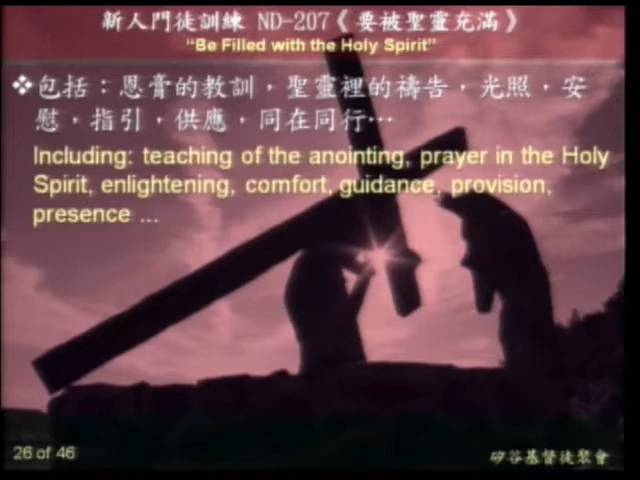 新人門徒訓練 ND-207《要被聖靈充滿》
“Be Filled with the Holy Spirit”
❖包括：恩膏的教訓，聖靈裡的禱告，光照，安
慰，指引，供應，同在同行…
Including: teaching of the anointing, prayer in the Holy
Spirit, enlightening, comfort, guidance, provision,
presence ...
26 of 46
矽谷基督徒聚會